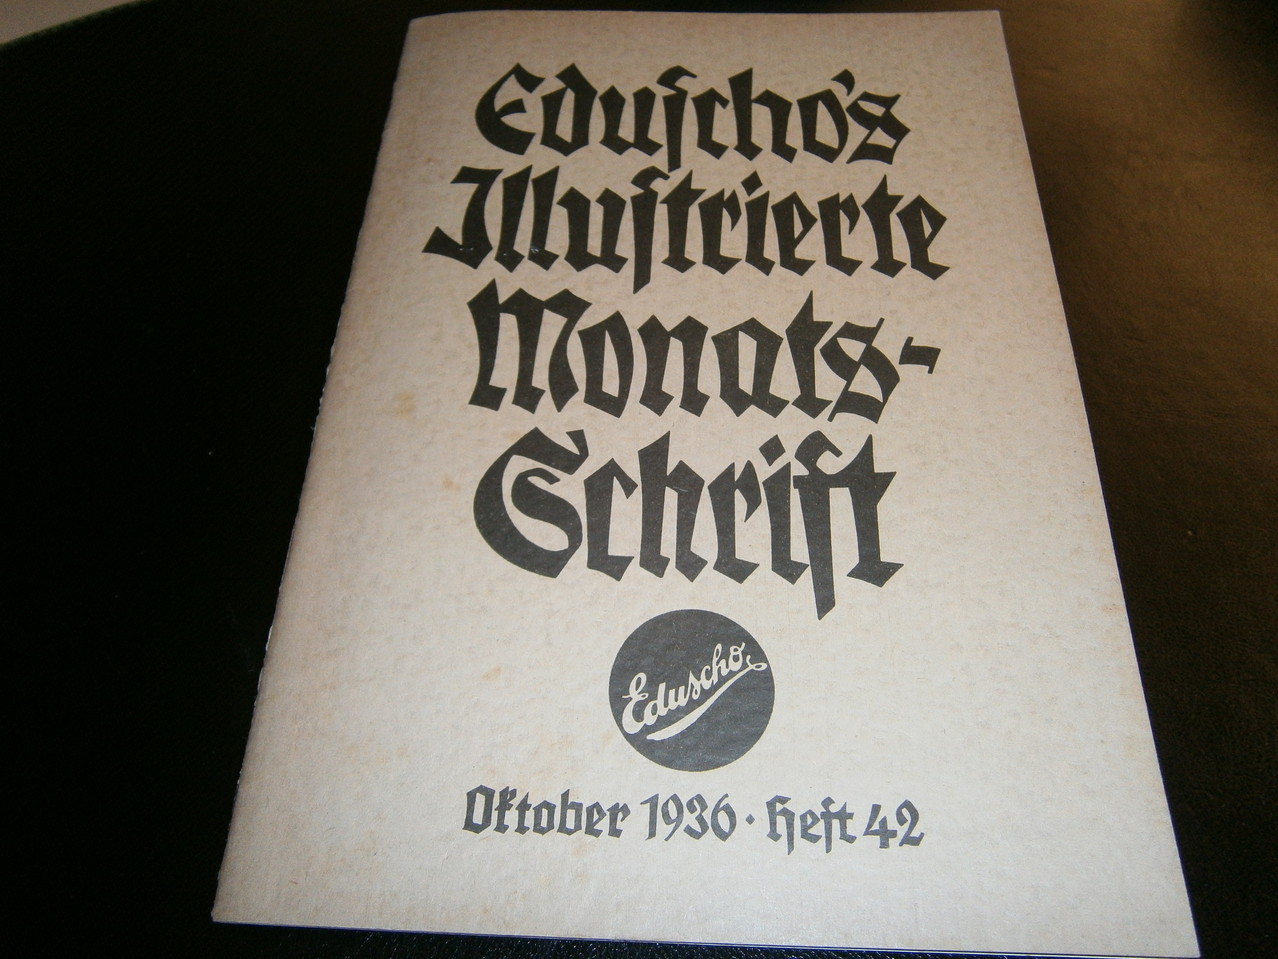 Eduſcho's
Illuſtrierte
Monats-
Schrift
Eduscho
Oktober 1936 · Heft 42